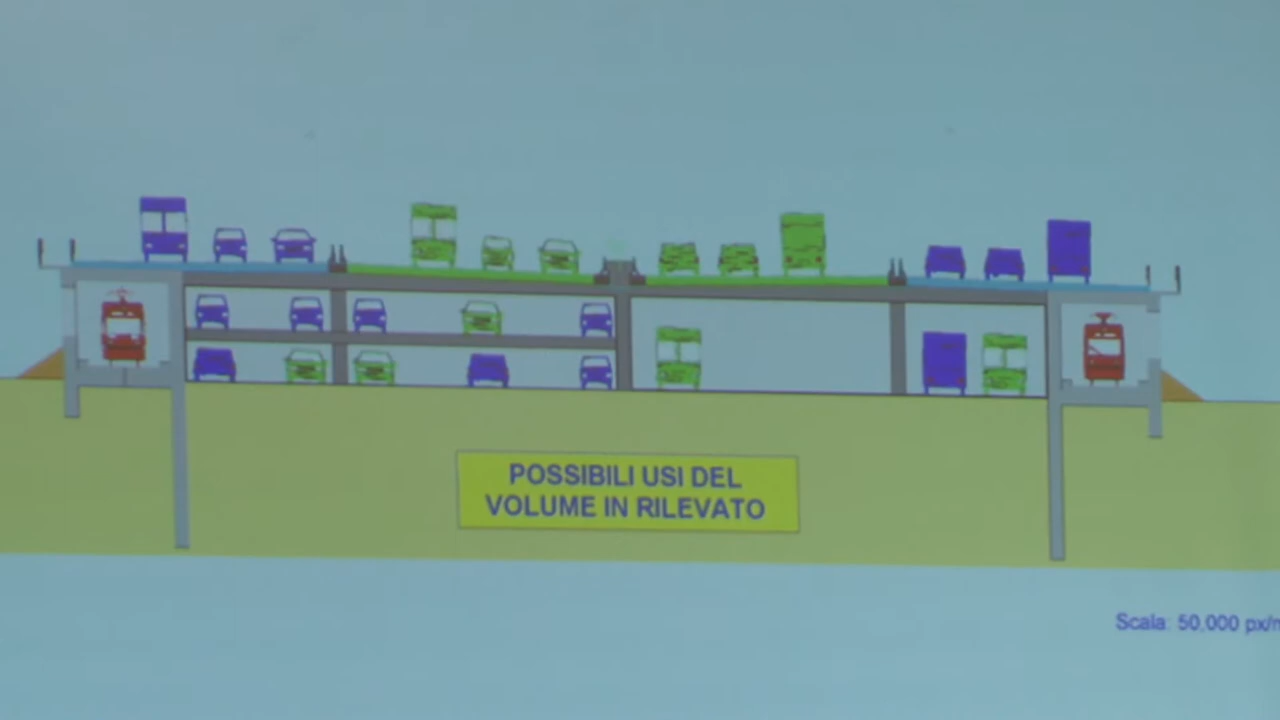 POSSIBILI USI DEL
VOLUME IN RILEVATO
Scala: 50,000 px/